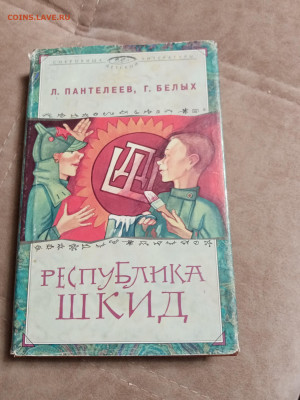 COINS.LAVE.RU
Л. ПАНТЕЛЕЕВ, Г. БЕЛЫХ
РЕСПУБЛИКА
ШКИД